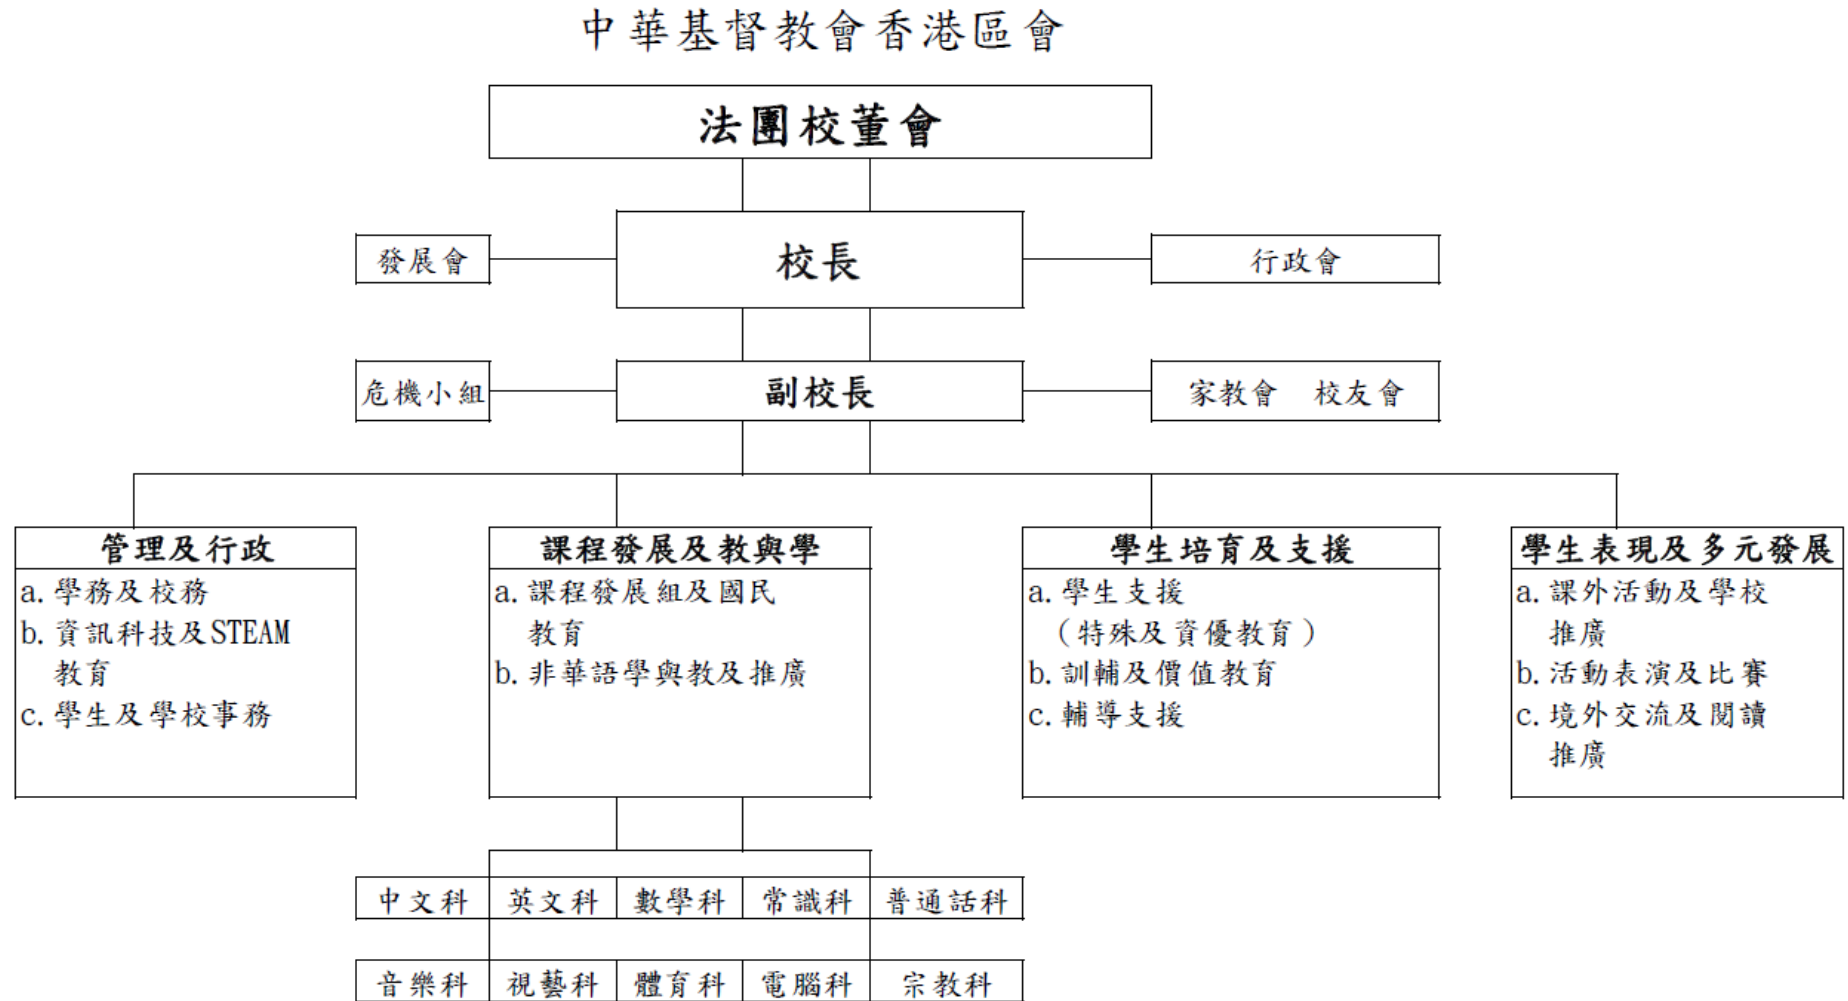 中華基督教會香港區會
法團校董會
發展會
校長
行政會
危機小組
副校長
家教會 校友會
管理及行政
a. 學務及校務
b. 資訊科技及STEAM
教育
c. 學生及學校事務
課程發展及教與學
a. 課程發展組及國民
教育
b. 非華語學與教及推廣
學生培育及支援
a. 學生支援
（特殊及資優教育）
b. 訓輔及價值教育
c. 輔導支援
學生表現及多元發展
a. 課外活動及學校
推廣
b. 活動表演及比賽
c. 境外交流及閱讀
推廣
中文科 英文科 數學科 常識科 普通話科
音樂科 視藝科 體育科 電腦科 宗教科